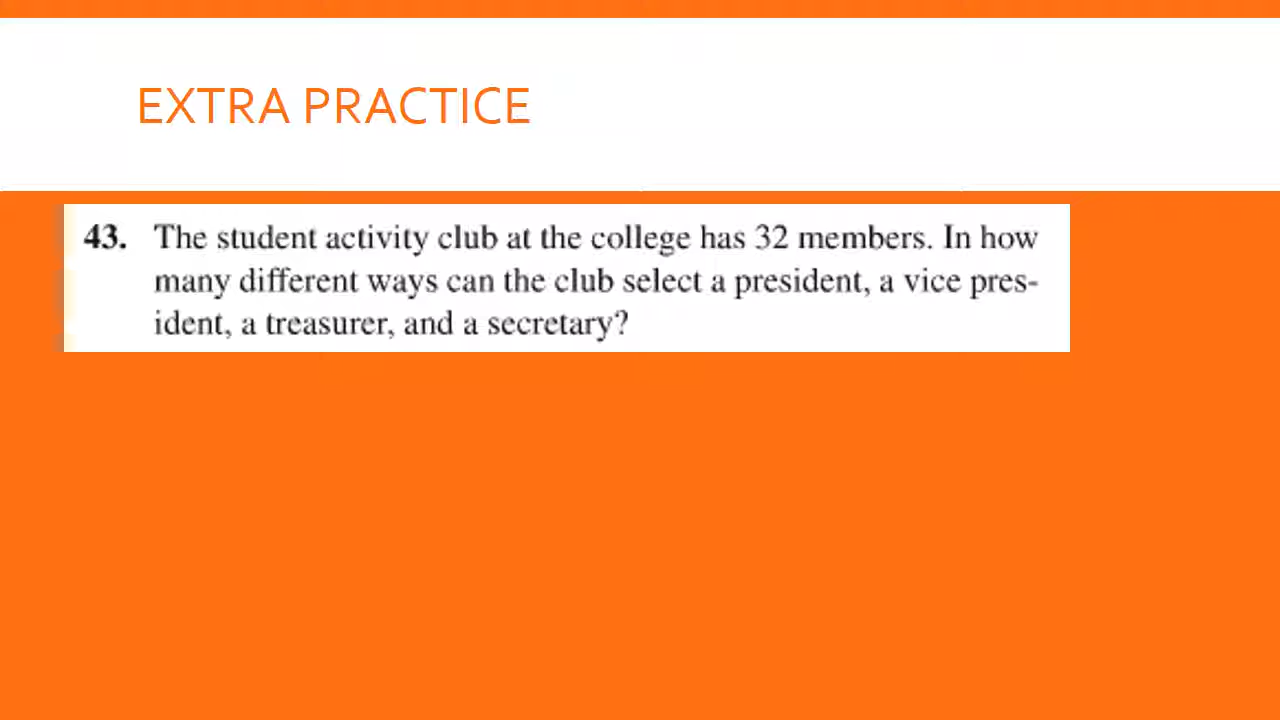 EXTRA PRACTICE
43. The student activity club at the college has 32 members. In how
many different ways can the club select a president, a vice pres-
ident, a treasurer, and a secretary?